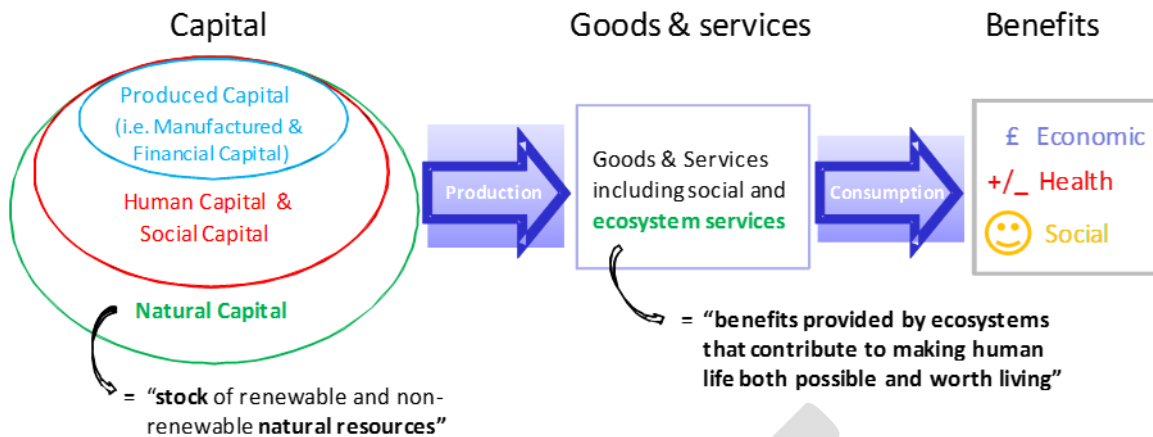 Capital
Goods & services
Benefits
Produced Capital
(i.e. Manufactured &
Financial Capital)
Human Capital &
Social Capital
Natural Capital
= “stock of renewable and non-
renewable natural resources”
Production
Goods & Services
including social and
ecosystem services
= “benefits provided by ecosystems
that contribute to making human
life both possible and worth living”
Consumption
£ Economic
+/_ Health
Social